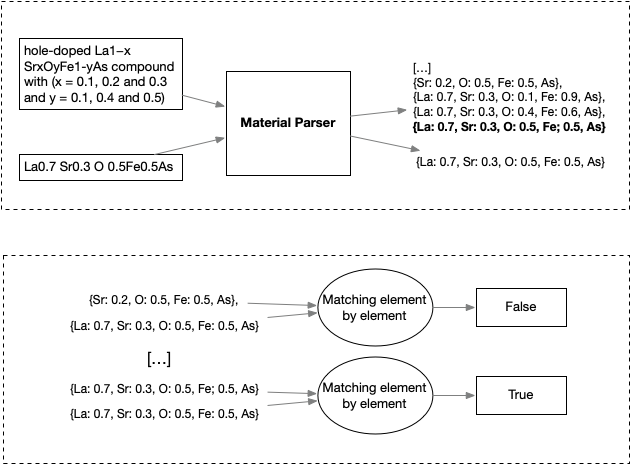 hole-doped La1−x
SrxOyFe1-yAs compound
with (x = 0.1, 0.2 and 0.3
and y = 0.1, 0.4 and 0.5)
La0.7 Sr0.3 O 0.5Fe0.5As
Material Parser
[...]
{Sr: 0.2, O: 0.5, Fe: 0.5, As},
{La: 0.7, Sr: 0.3, O: 0.1, Fe: 0.9, As},
{La: 0.7, Sr: 0.3, O: 0.4, Fe: 0.6, As},
{La: 0.7, Sr: 0.3, O: 0.5, Fe; 0.5, As}
{La: 0.7, Sr: 0.3, O: 0.5, Fe: 0.5, As}
{Sr: 0.2, O: 0.5, Fe: 0.5, As},
{La: 0.7, Sr: 0.3, O: 0.5, Fe: 0.5, As}
Matching element
by element
False
[...]
{La: 0.7, Sr: 0.3, O: 0.5, Fe; 0.5, As}
{La: 0.7, Sr: 0.3, O: 0.5, Fe: 0.5, As}
Matching element
by element
True